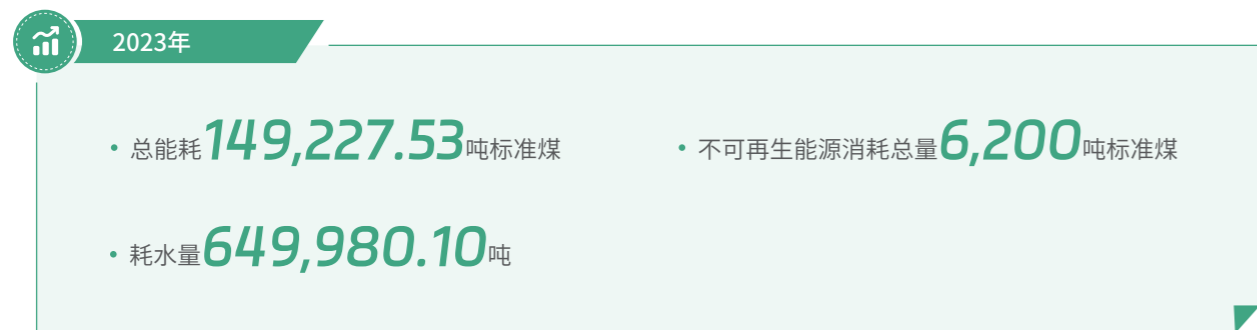 2023年
• 总能耗149,227.53吨标准煤
• 不可再生能源消耗总量6,200吨标准煤
• 耗水量649,980.10吨